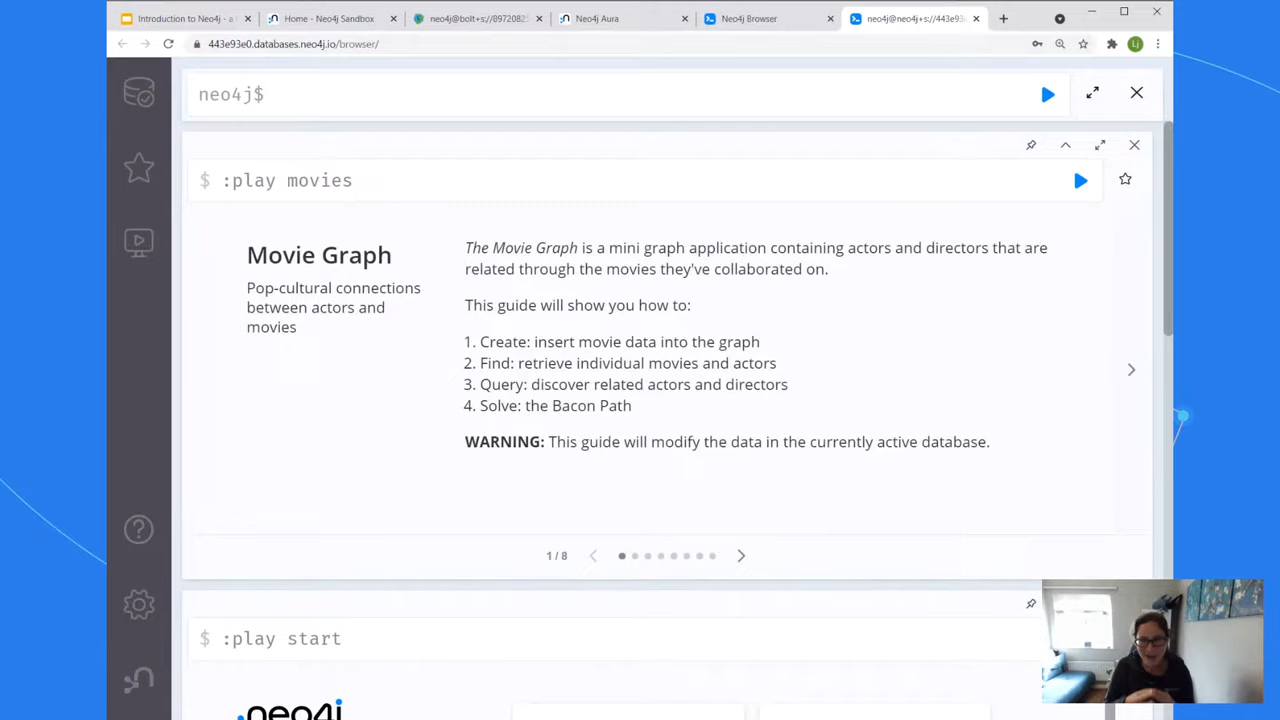 Introduction to Neo4j - a
Home - Neo4j Sandbox
neo4j@bolt+s://8972082
Neo4j Aura
Neo4j Browser
neo4j@neo4j+s://443e93
443e93e0.databases.neo4j.io/browser/
Lj
neo4j$
$ :play movies
Movie Graph
Pop-cultural connections
between actors and
movies
The Movie Graph is a mini graph application containing actors and directors that are
related through the movies they've collaborated on.
This guide will show you how to:
1. Create: insert movie data into the graph
2. Find: retrieve individual movies and actors
3. Query: discover related actors and directors
4. Solve: the Bacon Path
WARNING: This guide will modify the data in the currently active database.
1 / 8
$ :play start
neo4j